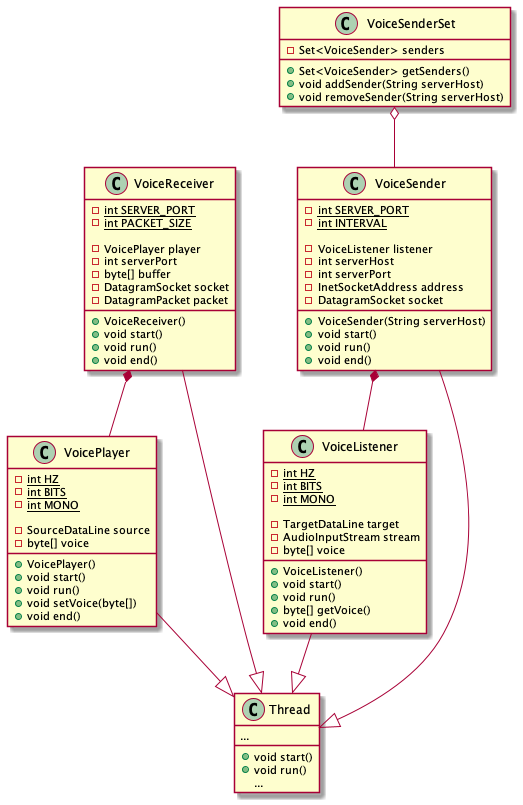 C VoiceSenderSet
Set<VoiceSender> senders
Set<VoiceSender> getSenders()
void addSender(String serverHost)
void removeSender(String serverHost)
C VoiceReceiver
int SERVER_PORT
int PACKET_SIZE
VoicePlayer player
int serverPort
byte[] buffer
DatagramSocket socket
DatagramPacket packet
VoiceReceiver()
void start()
void run()
void end()
C VoiceSender
int SERVER_PORT
int INTERVAL
VoiceListener listener
int serverHost
int serverPort
InetSocketAddress address
DatagramSocket socket
VoiceSender(String serverHost)
void start()
void run()
void end()
C VoicePlayer
int HZ
int BITS
int MONO
SourceDataLine source
byte[] voice
VoicePlayer()
void start()
void run()
void setVoice(byte[])
void end()
C VoiceListener
int HZ
int BITS
int MONO
TargetDataLine target
AudioInputStream stream
byte[] voice
VoiceListener()
void start()
void run()
byte[] getVoice()
void end()
C Thread
...
void start()
void run()
...